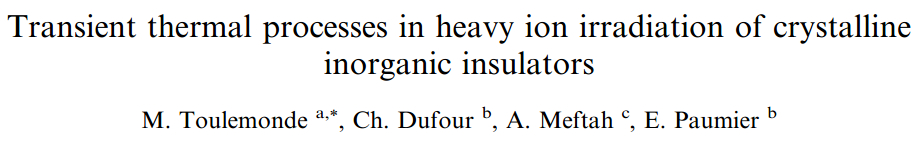 Transient thermal processes in heavy ion irradiation of crystalline
inorganic insulators
M. Toulemonde a,*, Ch. Dufour b, A. Meftah c, E. Paumier b